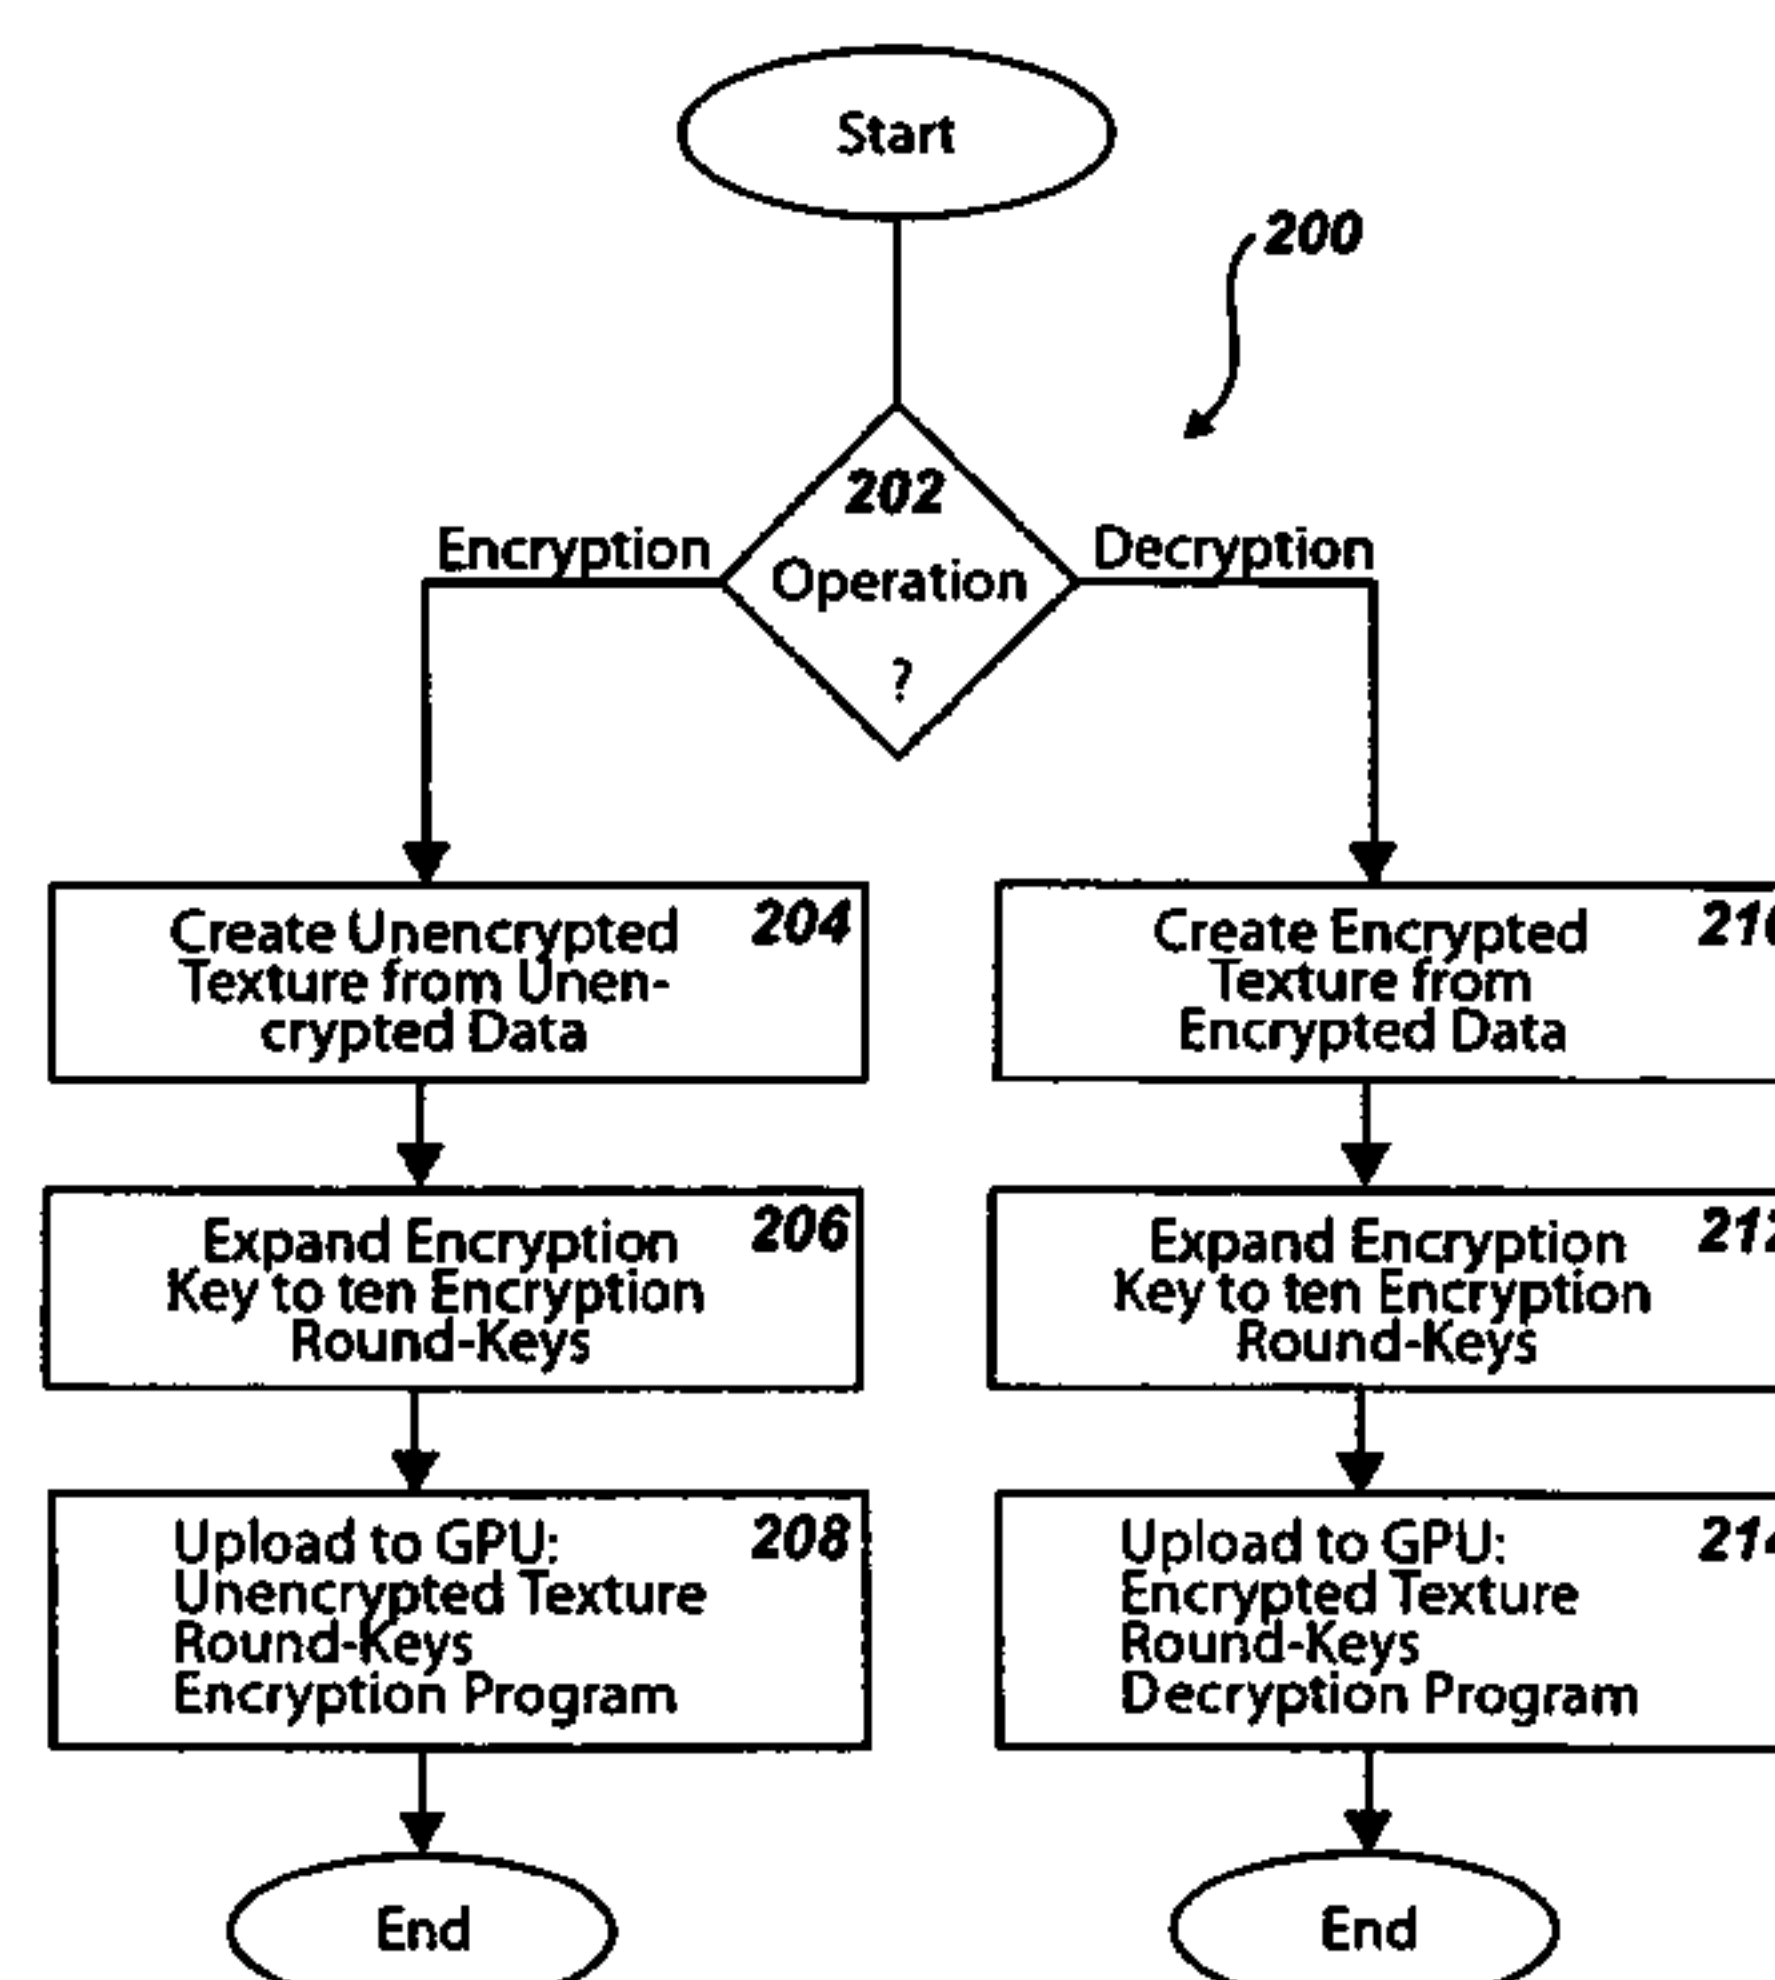 Start
200
202
Encryption
Decryption
Operation
?
Create Unencrypted
Texture from Unen-
crypted Data
204
Create Encrypted
Texture from
Encrypted Data
Expand Encryption
Key to ten Encryption
Round-Keys
206
Expand Encryption
Key to ten Encryption
Round-Keys
Upload to GPU:
Unencrypted Texture
Round-Keys
Encryption Program
208
Upload to GPU:
Encrypted Texture
Round-Keys
Decryption Program
End
End